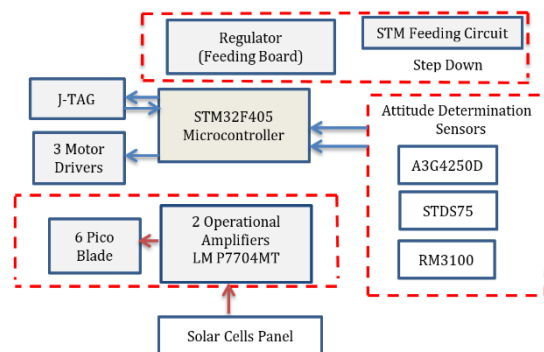 Regulator
(Feeding Board)
STM Feeding Circuit
Step Down
J-TAG
STM32F405
Microcontroller
3 Motor
Drivers
Attitude Determination
Sensors
A3G4250D
STDS75
RM3100
6 Pico
Blade
2 Operational
Amplifiers
LM P7704MT
Solar Cells Panel